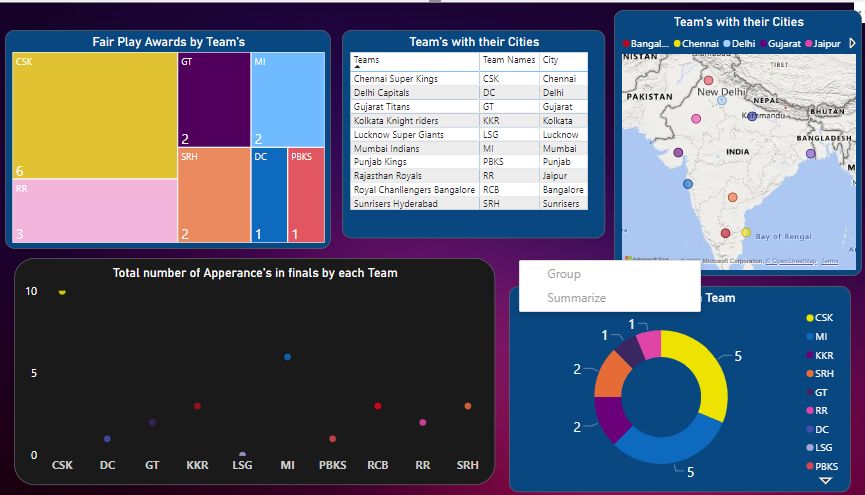 Fair Play Awards by Team's
CSK
6
RR
3
GT
2
MI
2
SRH
2
DC
1
PBKS
1
Team's with their Cities
Teams Team Names City
Chennai Super Kings CSK Chennai
Delhi Capitals DC Delhi
Gujarat Titans GT Gujarat
Kolkata Knight riders KKR Kolkata
Lucknow Super Giants LSG Lucknow
Mumbai Indians MI Mumbai
Punjab Kings PBKS Punjab
Rajasthan Royals RR Jaipur
Royal Chanllengers Bangalore RCB Bangalore
Sunrisers Hyderabad SRH Sunrisers
Team's with their Cities
Bangal... Chennai Delhi Gujarat Jaipur
NISTAN
TIBET
New Delhi
PAKISTAN
NEPAL
Kathmandu
BHUTAN
BANGLADESH
INDIA
M
Bay of Bengal
Microsoft Corporation, © OpenStreetMap Terms
Total number of Apperance's in finals by each Team
10
5
0
CSK DC GT KKR LSG MI PBKS RCB RR SRH
Group
Summarize
Team
5
5
2
2
1
1
CSK
MI
KKR
SRH
GT
RR
DC
LSG
PBKS